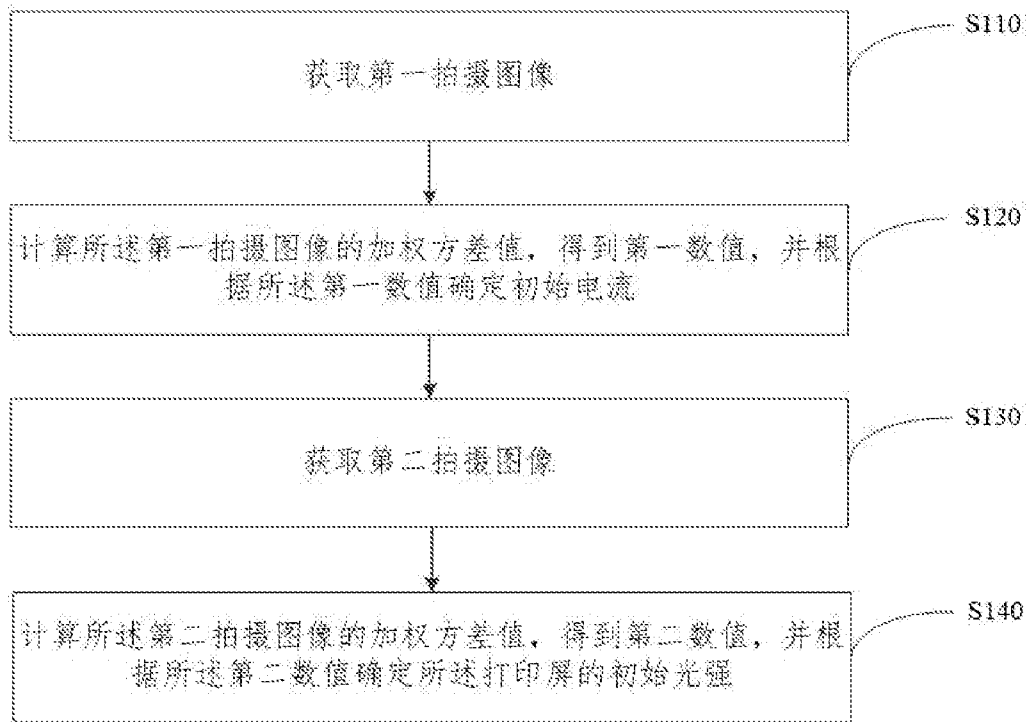 S110
获取第一拍摄图像
S120
计算所述第一拍摄图像的加权方差值，得到第一数值，并根
据所述第一数值确定初始电流
S130
获取第二拍摄图像
S140
计算所述第二拍摄图像的加权方差值，得到第二数值，并根
据所述第二数值确定所述打印屏的初始光强